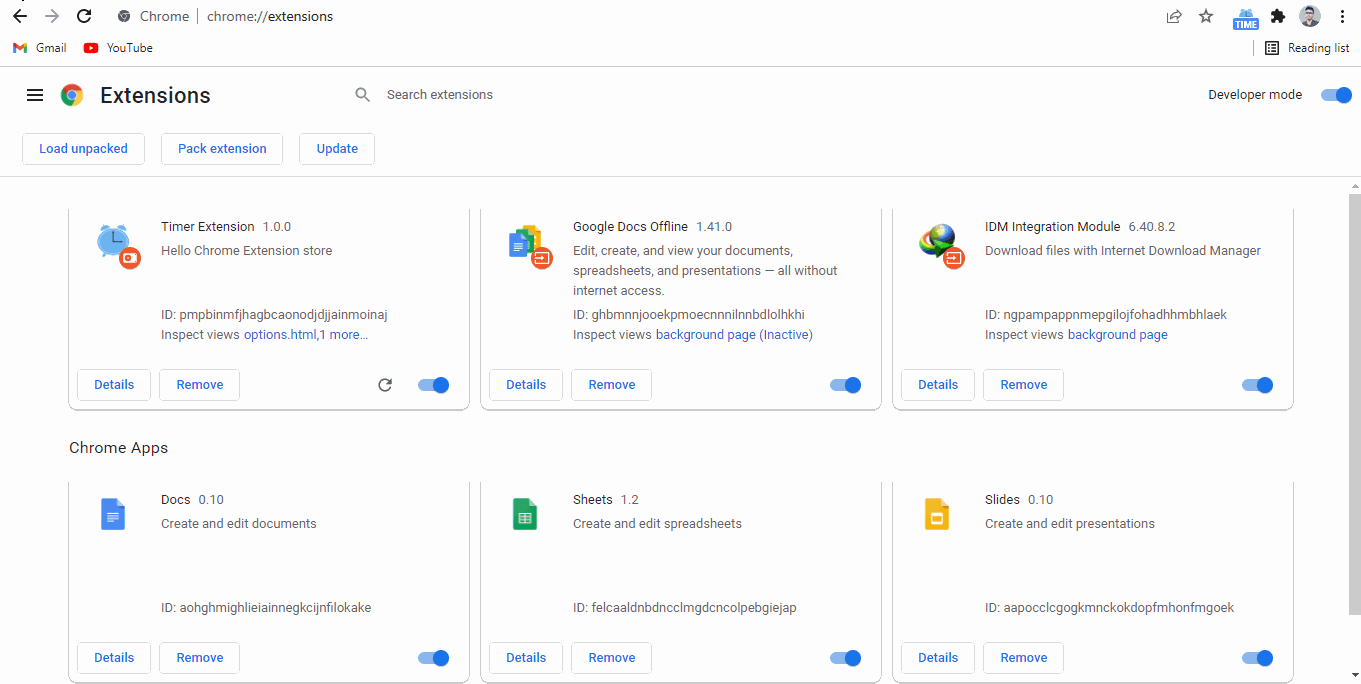 Chrome chrome://extensions
TIME
Gmail YouTube
Reading list
Extensions
Search extensions
Developer mode
Load unpacked Pack extension Update
Timer Extension 1.0.0
Hello Chrome Extension store
ID: pmpbinmfjhagbcaonodjdjjainmoinaj
Inspect views options.html,1 more...
Details Remove
Google Docs Offline 1.41.0
Edit, create, and view your documents,
spreadsheets, and presentations — all without
internet access.
ID: ghbmnnjooekpmoecnnnilnnbdlolhkhi
Inspect views background page (Inactive)
Details Remove
IDM Integration Module 6.40.8.2
Download files with Internet Download Manager
ID: ngpampappnmepgilojfohadhhmbhlaek
Inspect views background page
Details Remove
Chrome Apps
Docs 0.10
Create and edit documents
ID: aohghmighlieiainnegkcijnfilokake
Details Remove
Sheets 1.2
Create and edit spreadsheets
ID: felcaaldnbdncclmgdcncolpebgiejap
Details Remove
Slides 0.10
Create and edit presentations
ID: aapocclcgogkmnckokdopfmhonfmgoek
Details Remove